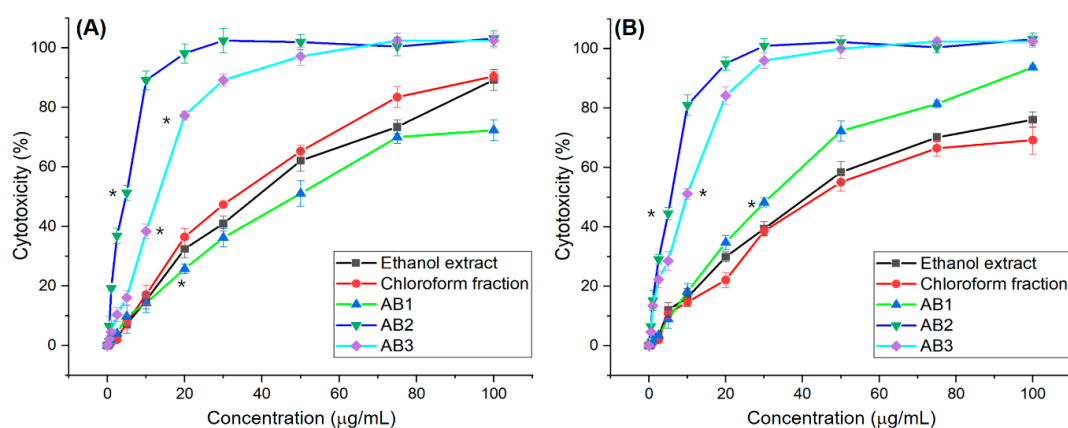 (A)
Cytotoxicity (%)
100
80
60
40
20
0
*
*
*
*
Ethanol extract
Chloroform fraction
AB1
AB2
AB3
0 20 40 60 80 100
Concentration (µg/mL)
(B)
Cytotoxicity (%)
100
80
60
40
20
0
*
*
*
Ethanol extract
Chloroform fraction
AB1
AB2
AB3
0 20 40 60 80 100
Concentration (µg/mL)